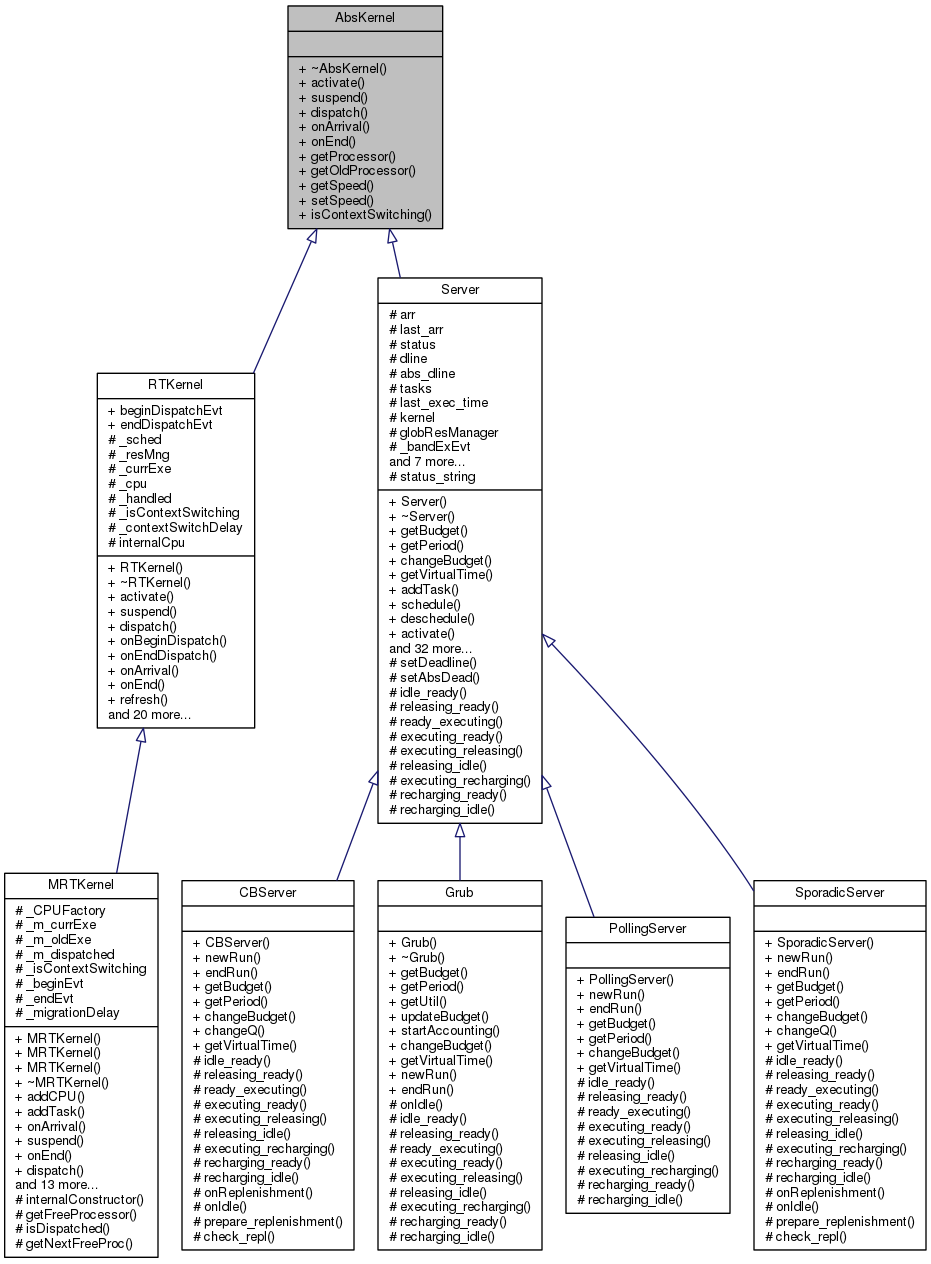 AbsKernel
+ ~AbsKernel()
+ activate()
+ suspend()
+ dispatch()
+ onArrival()
+ onEnd()
+ getProcessor()
+ getOldProcessor()
+ getSpeed()
+ setSpeed()
+ isContextSwitching()
Server
# arr
# last_arr
# status
# dline
# abs_dline
# tasks
# last_exec_time
# kernel
# globResManager
# _bandExEvt
and 7 more...
# status_string
+ Server()
+ ~Server()
+ getBudget()
+ getPeriod()
+ changeBudget()
+ getVirtualTime()
+ addTask()
+ schedule()
+ deschedule()
+ activate()
and 32 more...
# setDeadline()
# setAbsDead()
# idle_ready()
# releasing_ready()
# ready_executing()
# executing_ready()
# executing_releasing()
# releasing_idle()
# executing_recharging()
# recharging_ready()
# recharging_idle()
RTKernel
+ beginDispatchEvt
+ endDispatchEvt
# _sched
# _resMng
# _currExe
# _cpu
# _handled
# _isContextSwitching
# _contextSwitchDelay
# internalCpu
+ RTKernel()
+ ~RTKernel()
+ activate()
+ suspend()
+ dispatch()
+ onBeginDispatch()
+ onEndDispatch()
+ onArrival()
+ onEnd()
+ refresh()
and 20 more...
MRTKernel
# _CPUFactory
# _m_currExe
# _m_oldExe
# _m_dispatched
# _isContextSwitching
# _beginEvt
# _endEvt
# _migrationDelay
+ MRTKernel()
+ MRTKernel()
+ MRTKernel()
+ ~MRTKernel()
+ addCPU()
+ addTask()
+ onArrival()
+ suspend()
+ onEnd()
+ dispatch()
and 13 more...
# internalConstructor()
# getFreeProcessor()
# isDispatched()
# getNextFreeProc()
CBServer
+ CBServer()
+ newRun()
+ endRun()
+ getBudget()
+ getPeriod()
+ changeBudget()
+ changeQ()
+ getVirtualTime()
# idle_ready()
# releasing_ready()
# ready_executing()
# executing_ready()
# executing_releasing()
# releasing_idle()
# executing_recharging()
# recharging_ready()
# recharging_idle()
# onReplenishment()
# onIdle()
# prepare_replenishment()
# check_repl()
Grub
+ Grub()
+ ~Grub()
+ getBudget()
+ getPeriod()
+ getUtil()
+ updateBudget()
+ startAccounting()
+ changeBudget()
+ getVirtualTime()
+ newRun()
+ endRun()
# onIdle()
# idle_ready()
# releasing_ready()
# ready_executing()
# executing_ready()
# executing_releasing()
# releasing_idle()
# executing_recharging()
# recharging_ready()
# recharging_idle()
PollingServer
+ PollingServer()
+ newRun()
+ endRun()
+ getBudget()
+ getPeriod()
+ changeBudget()
+ getVirtualTime()
# idle_ready()
# releasing_ready()
# ready_executing()
# executing_ready()
# executing_releasing()
# releasing_idle()
# executing_recharging()
# recharging_ready()
# recharging_idle()
SporadicServer
+ SporadicServer()
+ newRun()
+ endRun()
+ getBudget()
+ getPeriod()
+ changeBudget()
+ changeQ()
+ getVirtualTime()
# idle_ready()
# releasing_ready()
# ready_executing()
# executing_ready()
# executing_releasing()
# releasing_idle()
# executing_recharging()
# recharging_ready()
# recharging_idle()
# onReplenishment()
# onIdle()
# prepare_replenishment()
# check_repl()